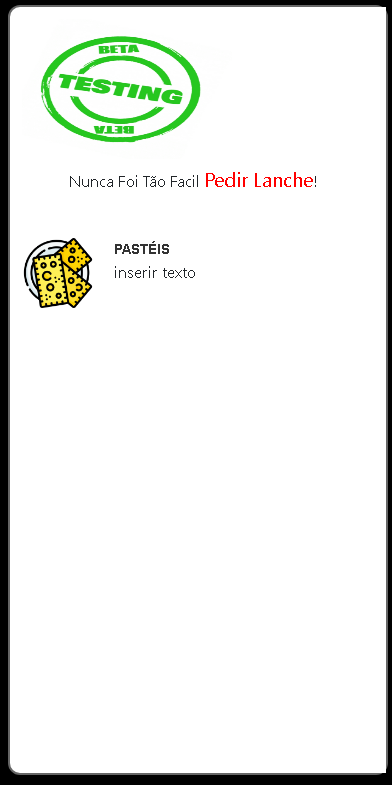 BETA
TESTING
BETA
Nunca Foi Tão Facil Pedir Lanche!
PASTÉIS
inserir texto